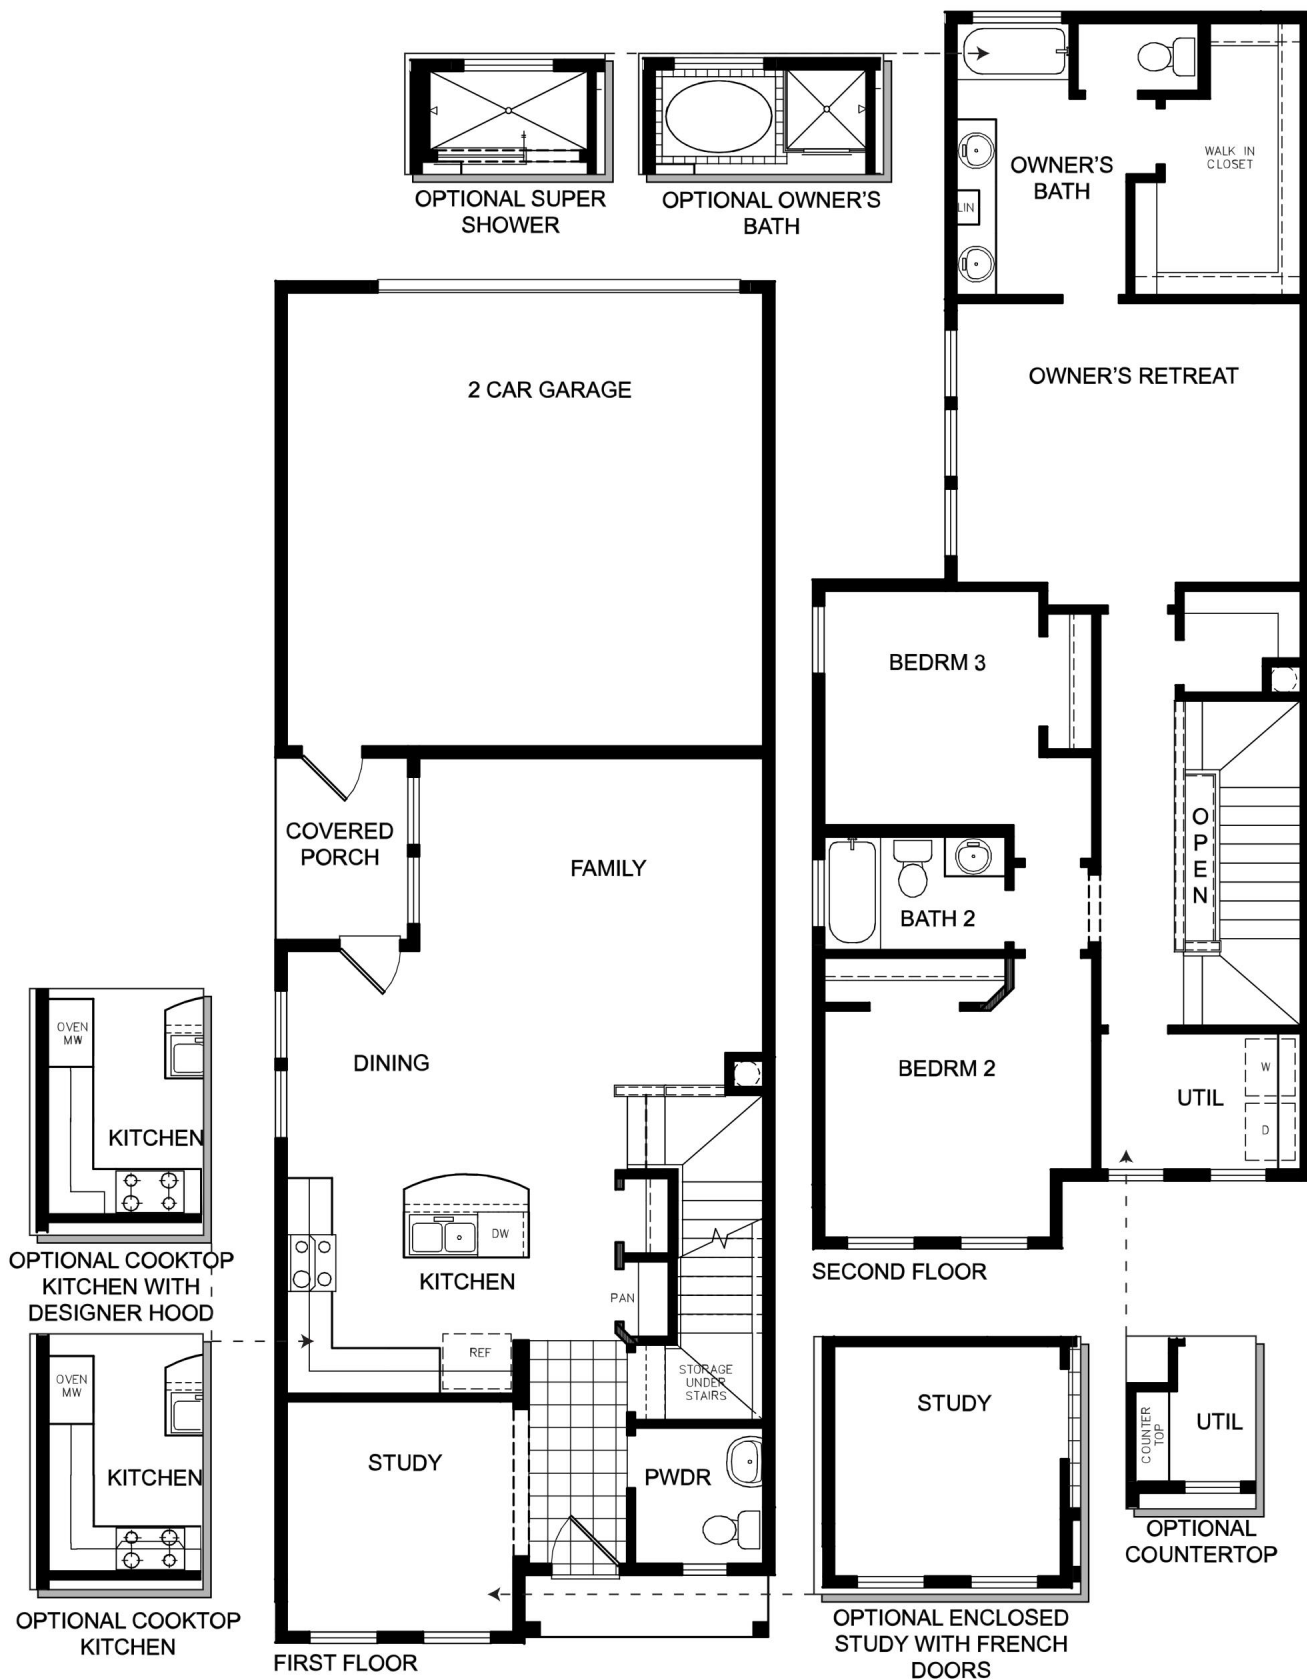 OPTIONAL SUPER
SHOWER
OPTIONAL OWNER'S
BATH
OWNER'S
BATH
LIN
WALK IN
CLOSET
OWNER'S RETREAT
2 CAR GARAGE
BEDRM 3
COVERED
PORCH
FAMILY
OPEN
BATH 2
DINING
BEDRM 2
UTIL
W
D
OVEN
MW
KITCHEN
OPTIONAL COOKTOP
KITCHEN WITH
DESIGNER HOOD
DW
KITCHEN
PAN
REF
STORAGE
UNDER
STAIRS
SECOND FLOOR
OVEN
MW
KITCHEN
OPTIONAL COOKTOP
KITCHEN
STUDY
PWDR
FIRST FLOOR
STUDY
OPTIONAL ENCLOSED
STUDY WITH FRENCH
DOORS
COUNTER
TOP
UTIL
OPTIONAL
COUNTERTOP